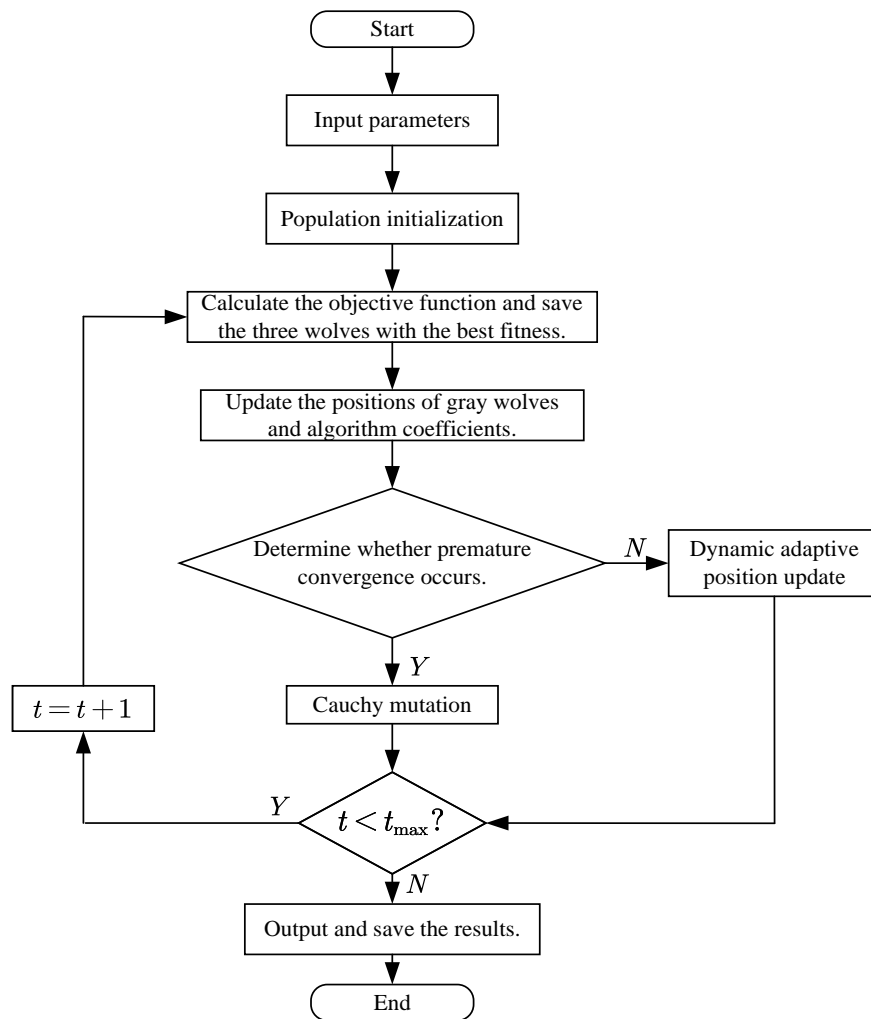 Start
Input parameters
Population initialization
Calculate the objective function and save
the three wolves with the best fitness.
Update the positions of gray wolves
and algorithm coefficients.
Determine whether premature
convergence occurs.
N
Dynamic adaptive
position update
Y
t = t + 1
Cauchy mutation
Y
t < t_max?
N
Output and save the results.
End